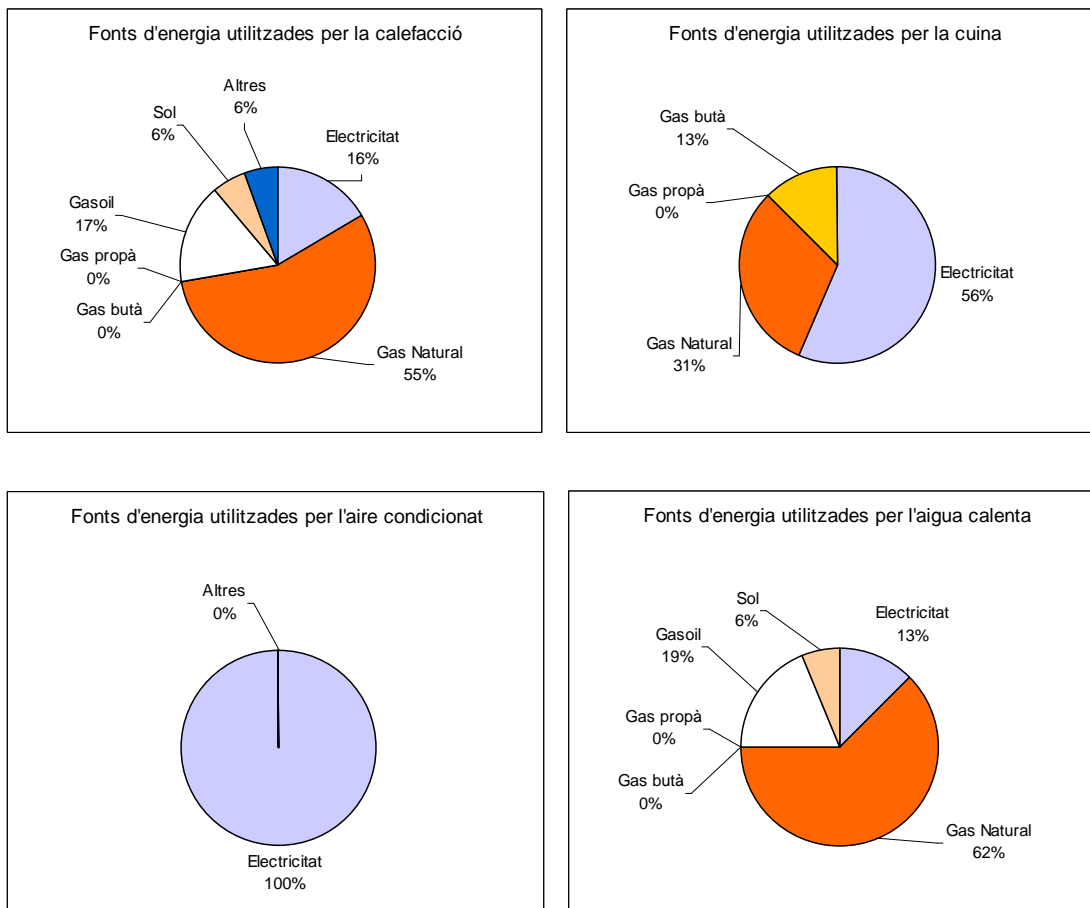 Fonts d'energia utilitzades per la calefacció
Altres
6%
Sol
6%
Electricitat
16%
Gasoil
17%
Gas propà
0%
Gas butà
0%
Gas Natural
55%
Fonts d'energia utilitzades per la cuina
Gas butà
13%
Gas propà
0%
Electricitat
56%
Gas Natural
31%
Fonts d'energia utilitzades per l'aire condicionat
Altres
0%
Electricitat
100%
Fonts d'energia utilitzades per l'aigua calenta
Sol
6%
Electricitat
13%
Gasoil
19%
Gas propà
0%
Gas butà
0%
Gas Natural
62%